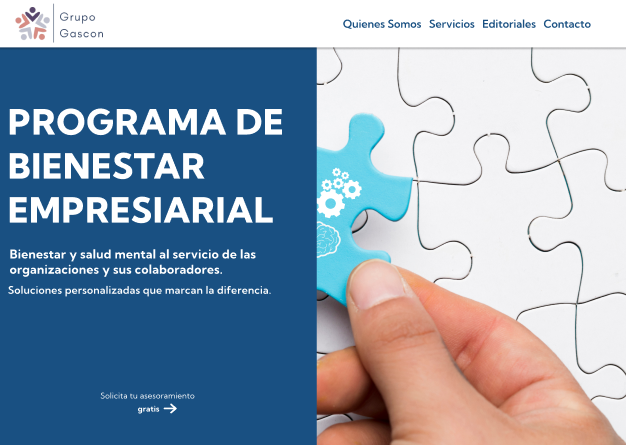 Grupo
Gascon
Quienes Somos Servicios Editoriales Contacto
PROGRAMA DE
BIENESTAR
EMPRESIARIAL
Bienestar y salud mental al servicio de las
organizaciones y sus colaboradores.
Soluciones personalizadas que marcan la diferencia.
Solicita tu asesoramiento
gratis